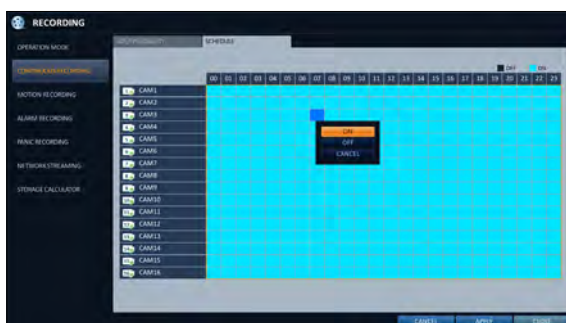 RECORDING
OPERATION MODE
CONTINUOUS RECORDING
MOTION RECORDING
ALARM RECORDING
PANIC RECORDING
NETWORK STREAMING
STORAGE CALCULATOR
SCHEDULE
OFF ON
00 01 02 03 04 05 06 07 08 09 10 11 12 13 14 15 16 17 18 19 20 21 22 23
CAM1
CAM2
CAM3
CAM4
CAM5
CAM6
CAM7
CAM8
CAM9
CAM10
CAM11
CAM12
CAM13
CAM14
CAM15
CAM16
ON
OFF
CANCEL
CANCEL APPLY CLOSE